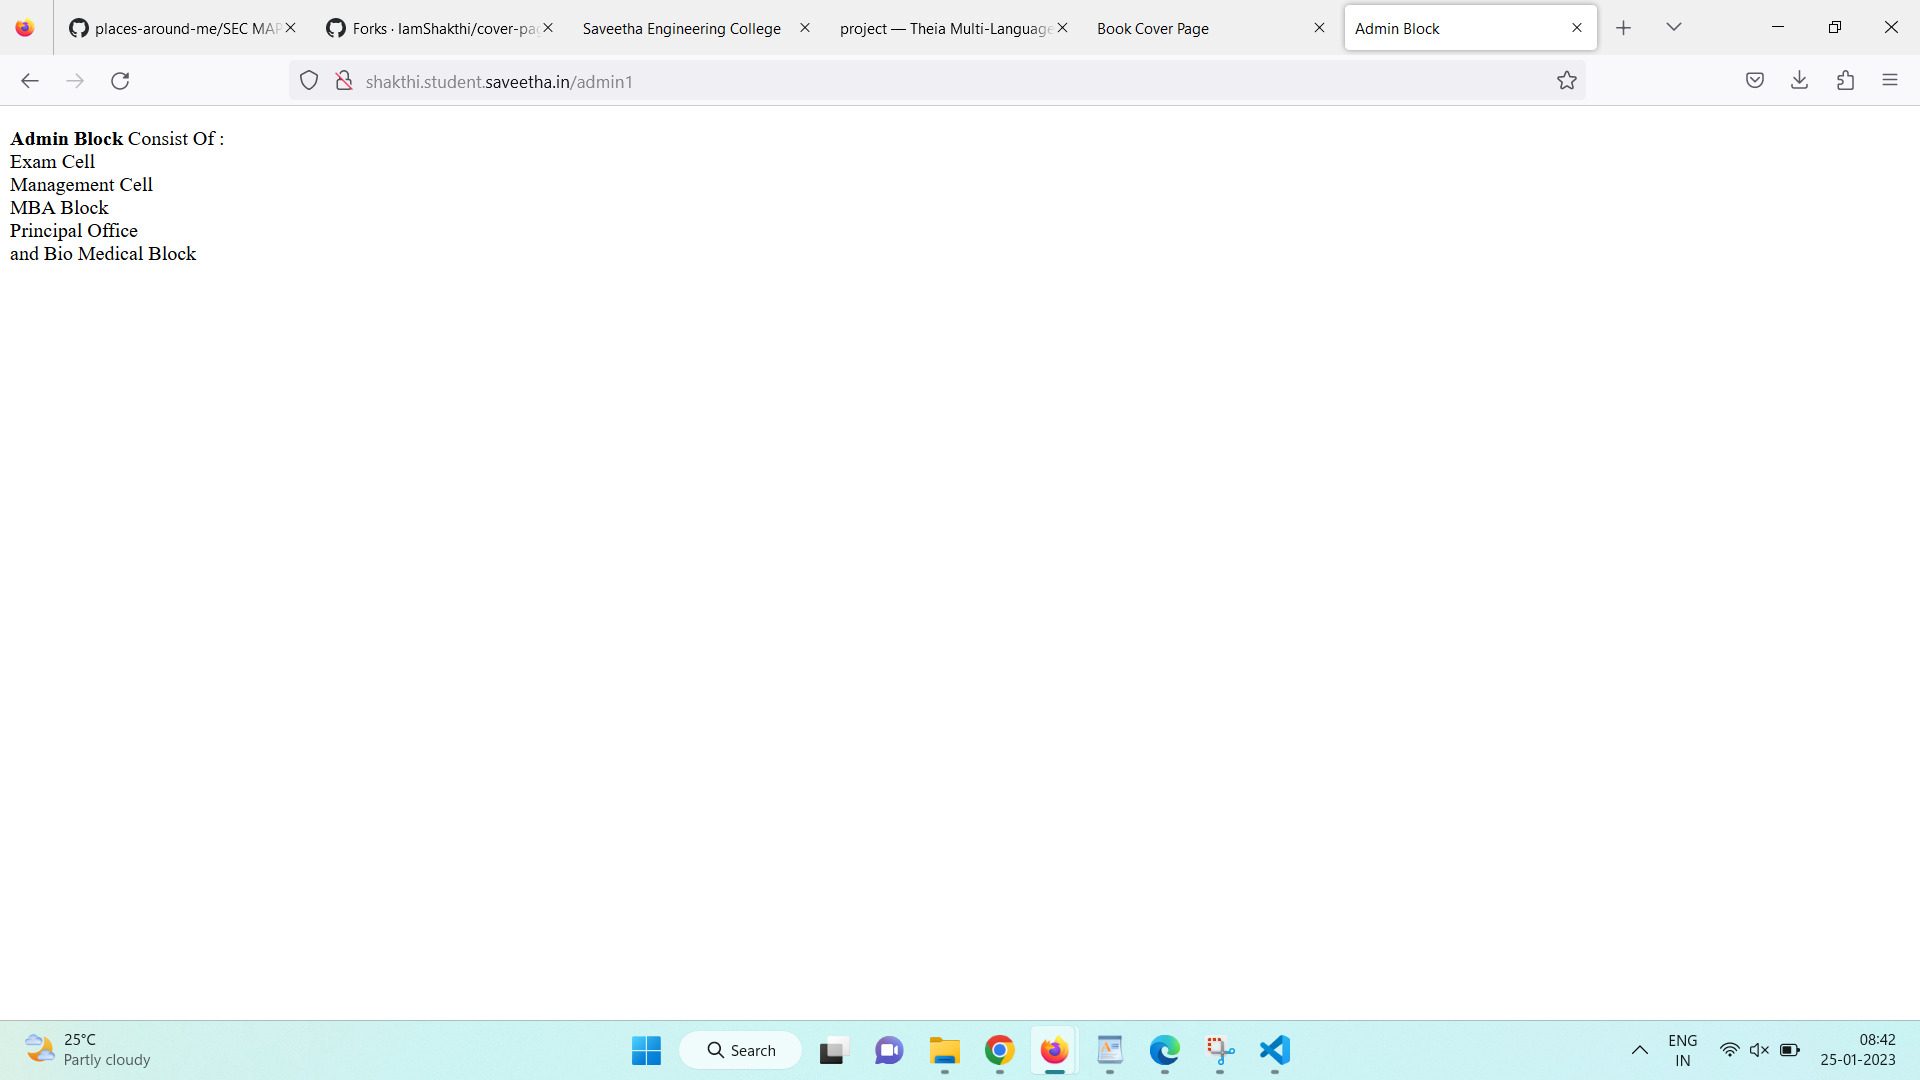 places-around-me/SEC MAP
Forks · IamShakthi/cover-pag
Saveetha Engineering College
project — Theia Multi-Language
Book Cover Page
Admin Block
shakthi.student.saveetha.in/admin1
Admin Block Consist Of :
Exam Cell
Management Cell
MBA Block
Principal Office
and Bio Medical Block
25°C
Partly cloudy
Search
ENG
IN
08:42
25-01-2023